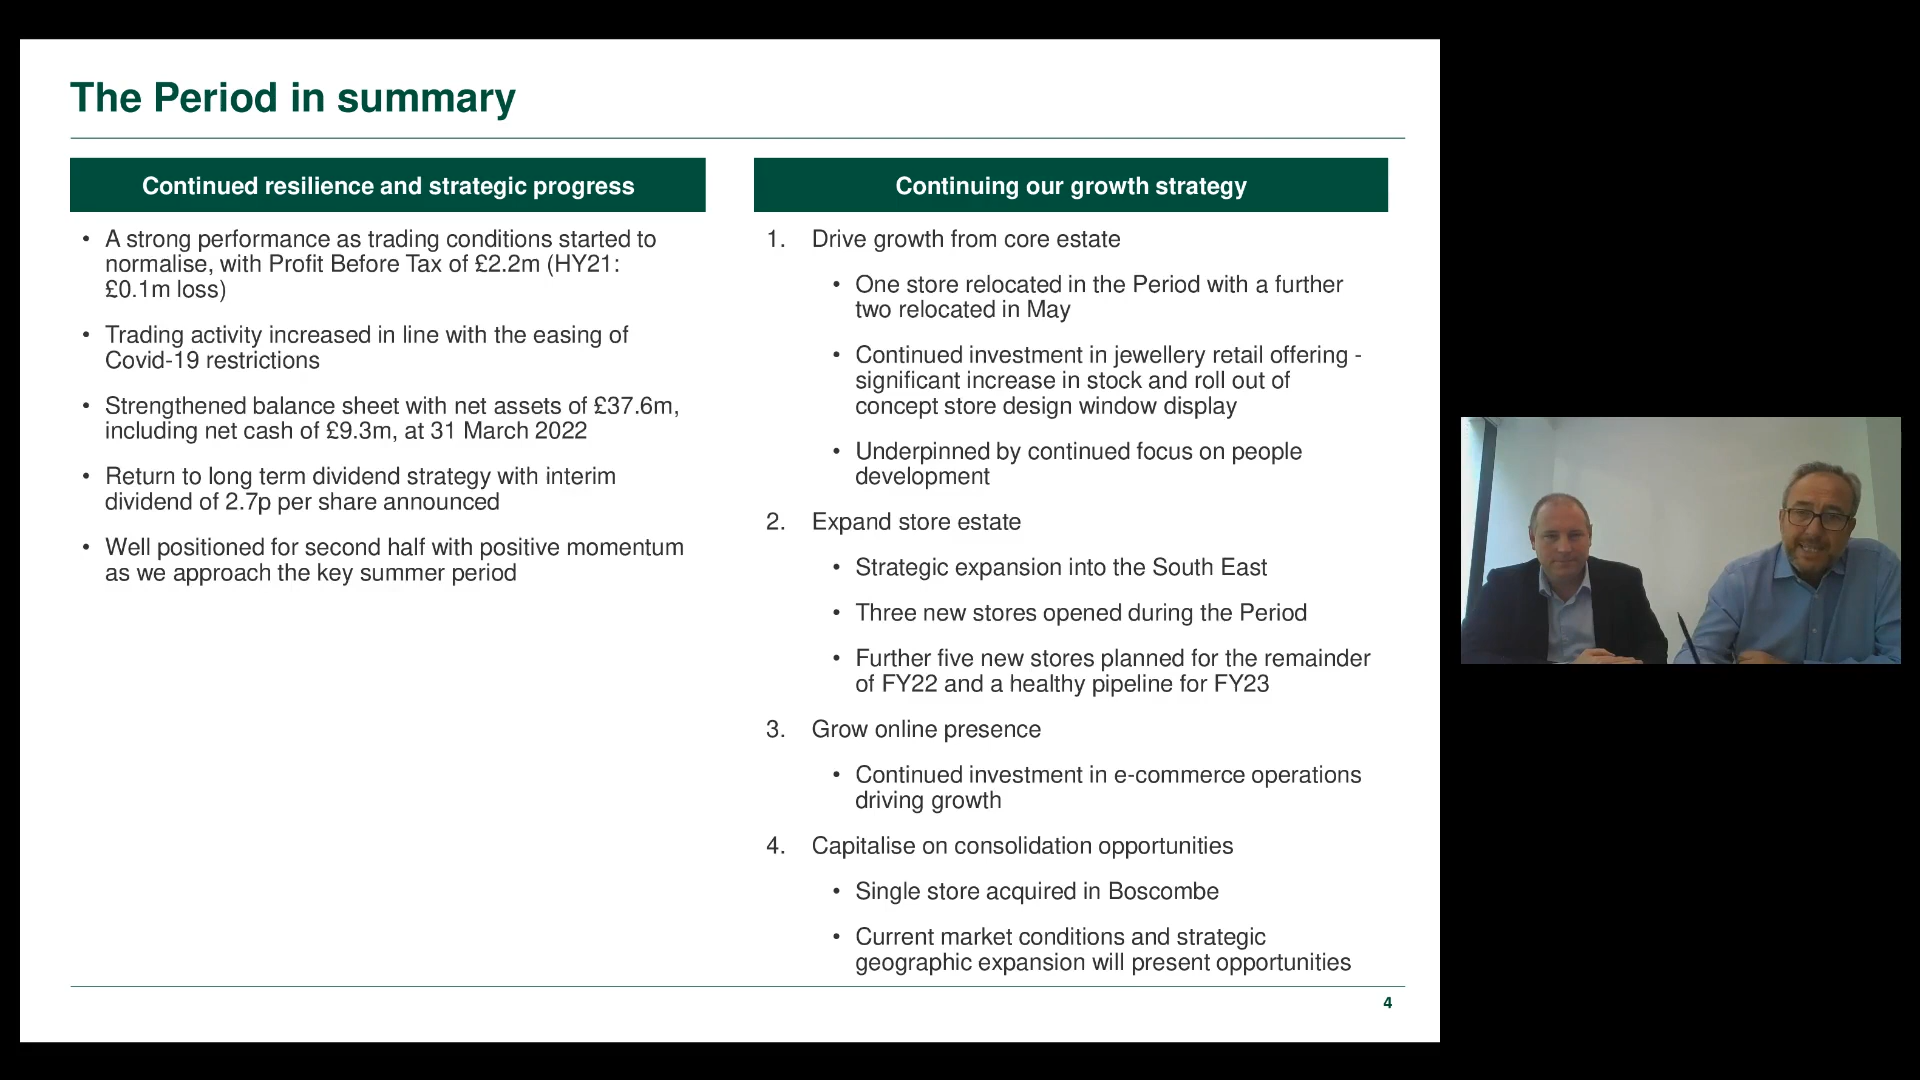 The Period in summary
Continued resilience and strategic progress
• A strong performance as trading conditions started to
normalise, with Profit Before Tax of £2.2m (HY21:
£0.1m loss)
• Trading activity increased in line with the easing of
Covid-19 restrictions
• Strengthened balance sheet with net assets of £37.6m,
including net cash of £9.3m, at 31 March 2022
• Return to long term dividend strategy with interim
dividend of 2.7p per share announced
• Well positioned for second half with positive momentum
as we approach the key summer period
Continuing our growth strategy
1. Drive growth from core estate
• One store relocated in the Period with a further
two relocated in May
• Continued investment in jewellery retail offering -
significant increase in stock and roll out of
concept store design window display
• Underpinned by continued focus on people
development
2. Expand store estate
• Strategic expansion into the South East
• Three new stores opened during the Period
• Further five new stores planned for the remainder
of FY22 and a healthy pipeline for FY23
3. Grow online presence
• Continued investment in e-commerce operations
driving growth
4. Capitalise on consolidation opportunities
• Single store acquired in Boscombe
• Current market conditions and strategic
geographic expansion will present opportunities
4